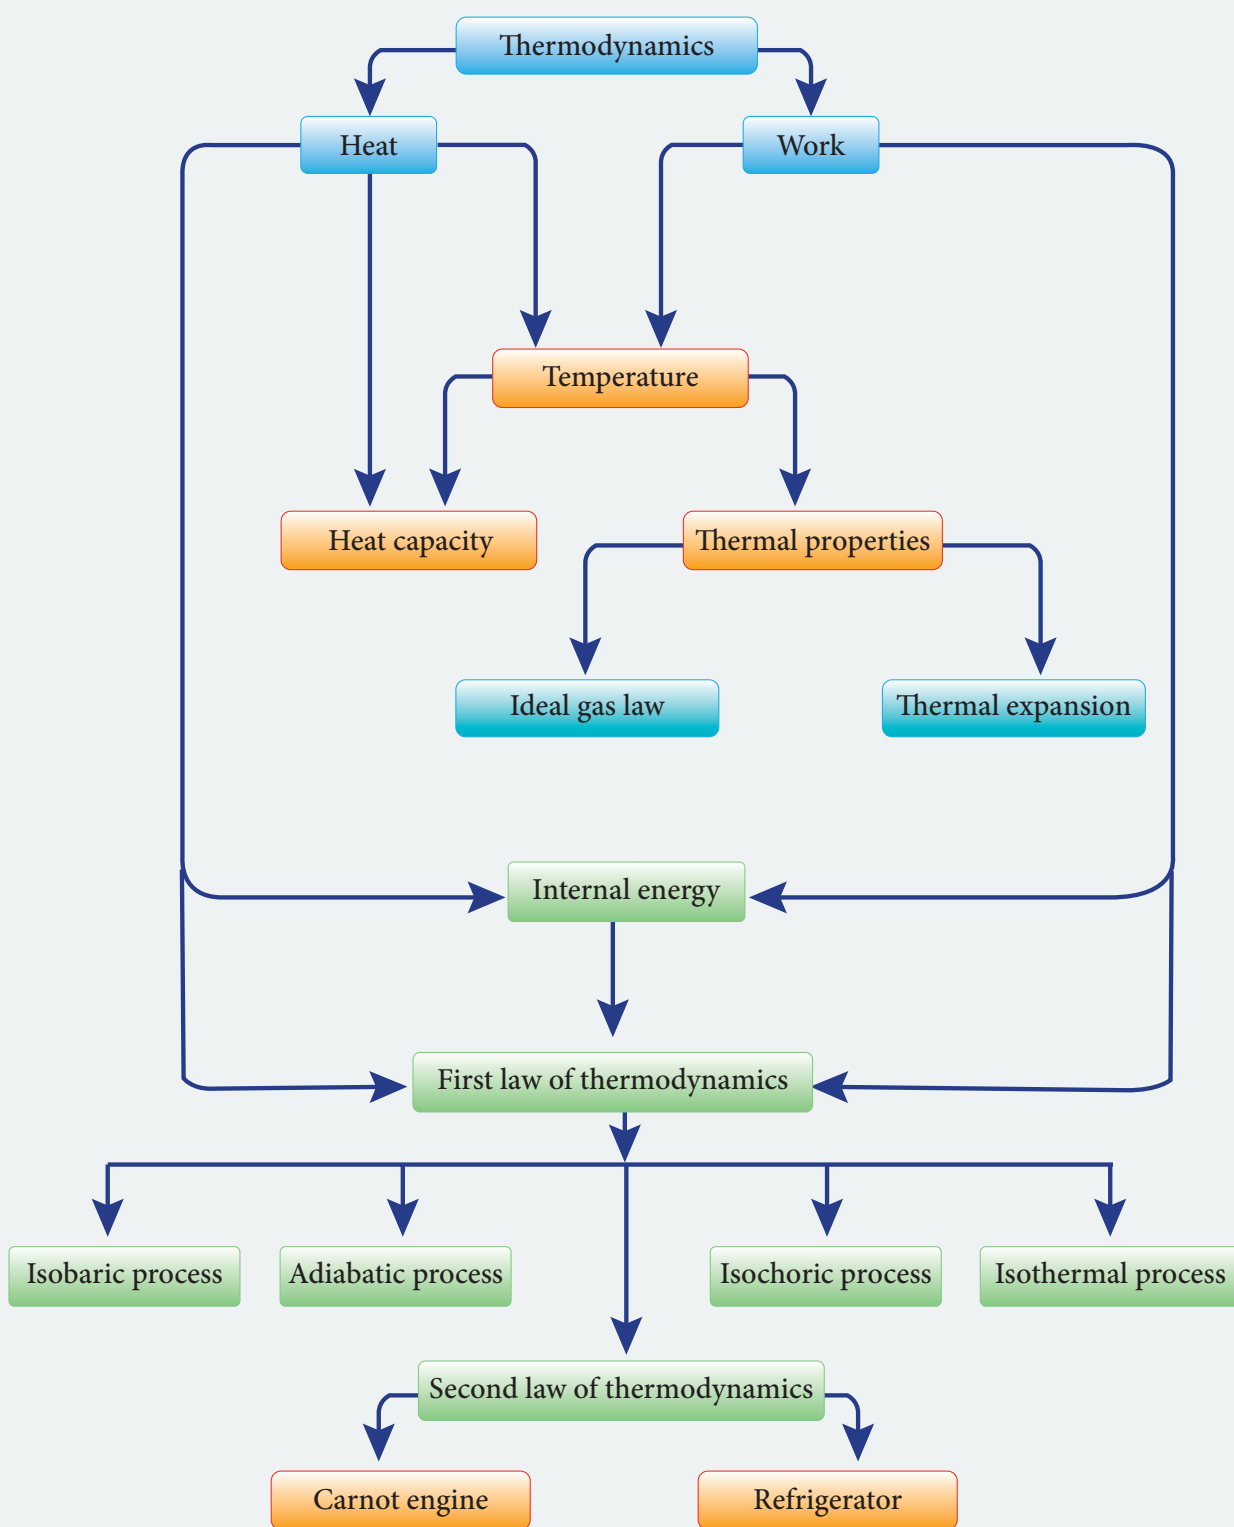 Thermodynamics
Heat
Work
Temperature
Heat capacity
Thermal properties
Ideal gas law
Thermal expansion
Internal energy
First law of thermodynamics
Isobaric process
Adiabatic process
Isochoric process
Isothermal process
Second law of thermodynamics
Carnot engine
Refrigerator